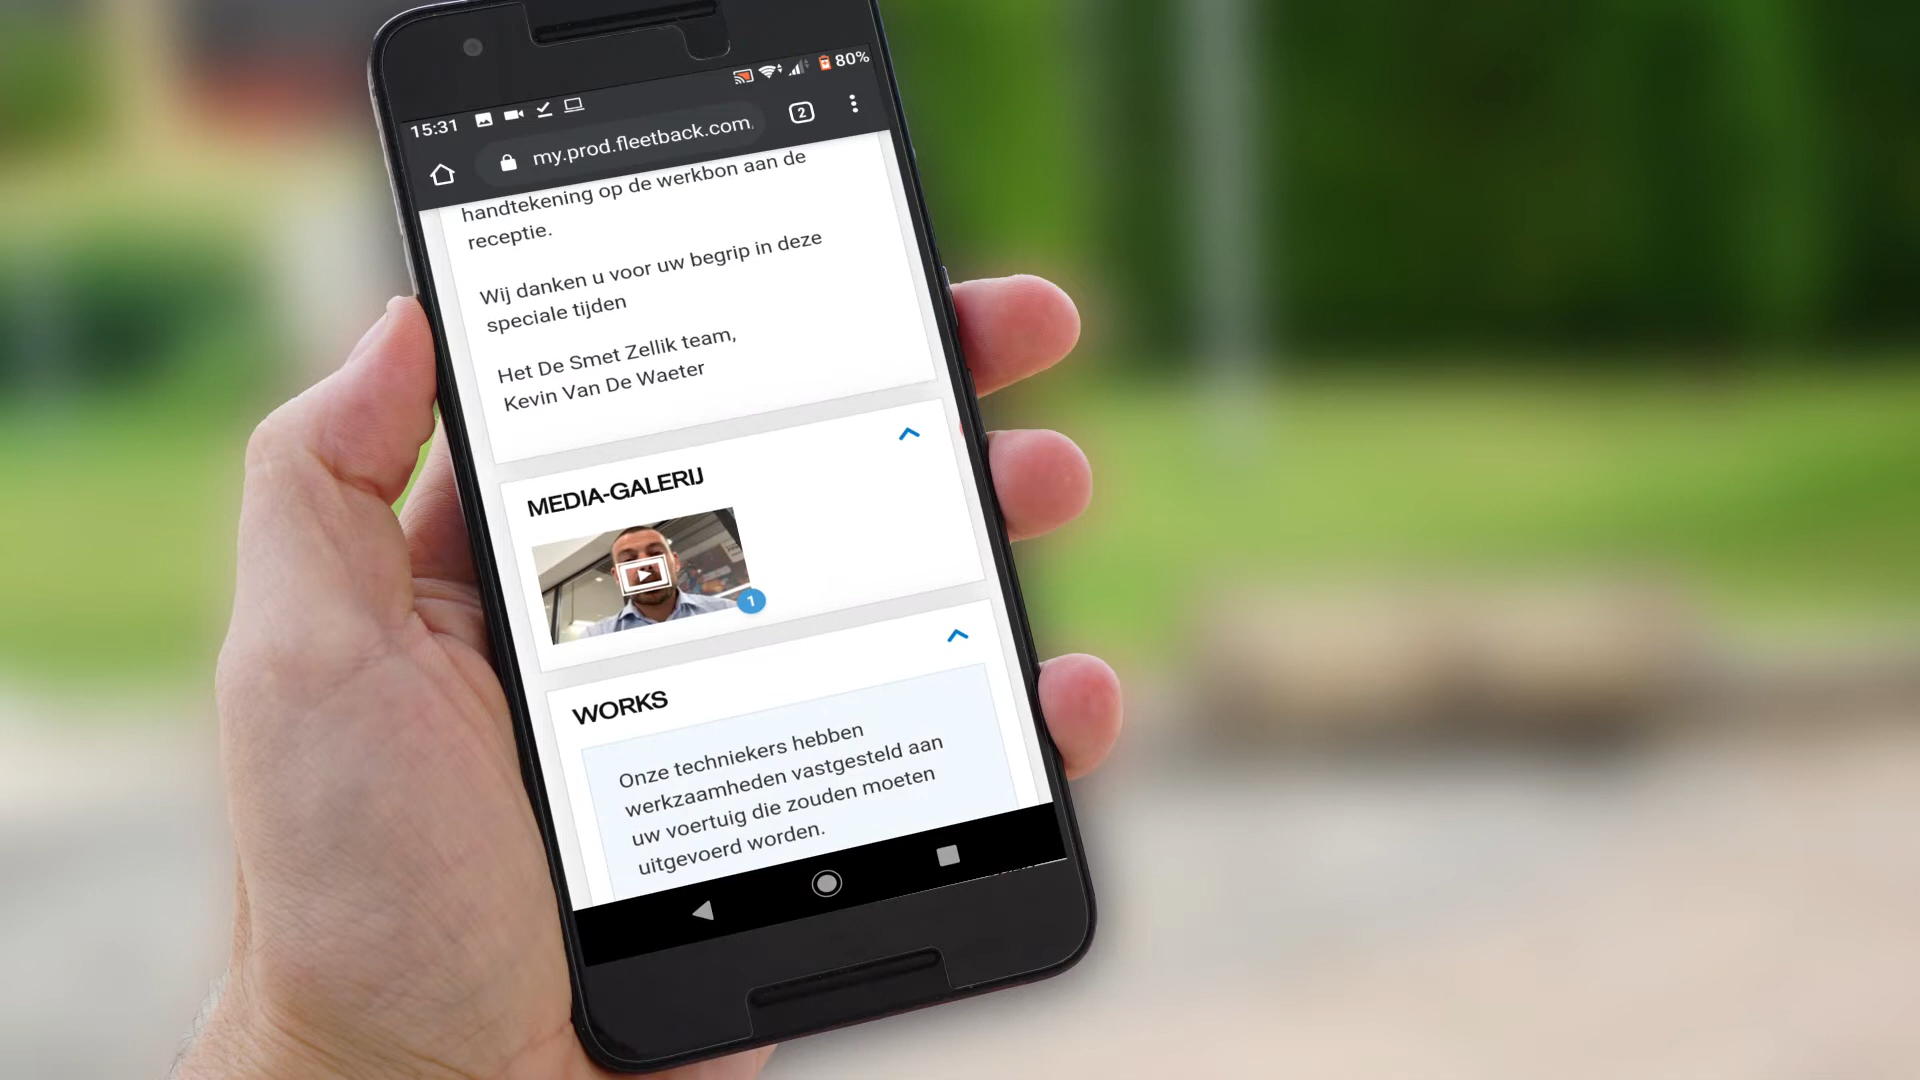 15:31
80%
my.prod.fleetback.com
2
handtekening op de werkbon aan de
receptie.
Wij danken u voor uw begrip in deze
speciale tijden
Het De Smet Zellik team,
Kevin Van De Waeter
MEDIA-GALERIJ
1
WORKS
Onze techniekers hebben
werkzaamheden vastgesteld aan
uw voertuig die zouden moeten
uitgevoerd worden.